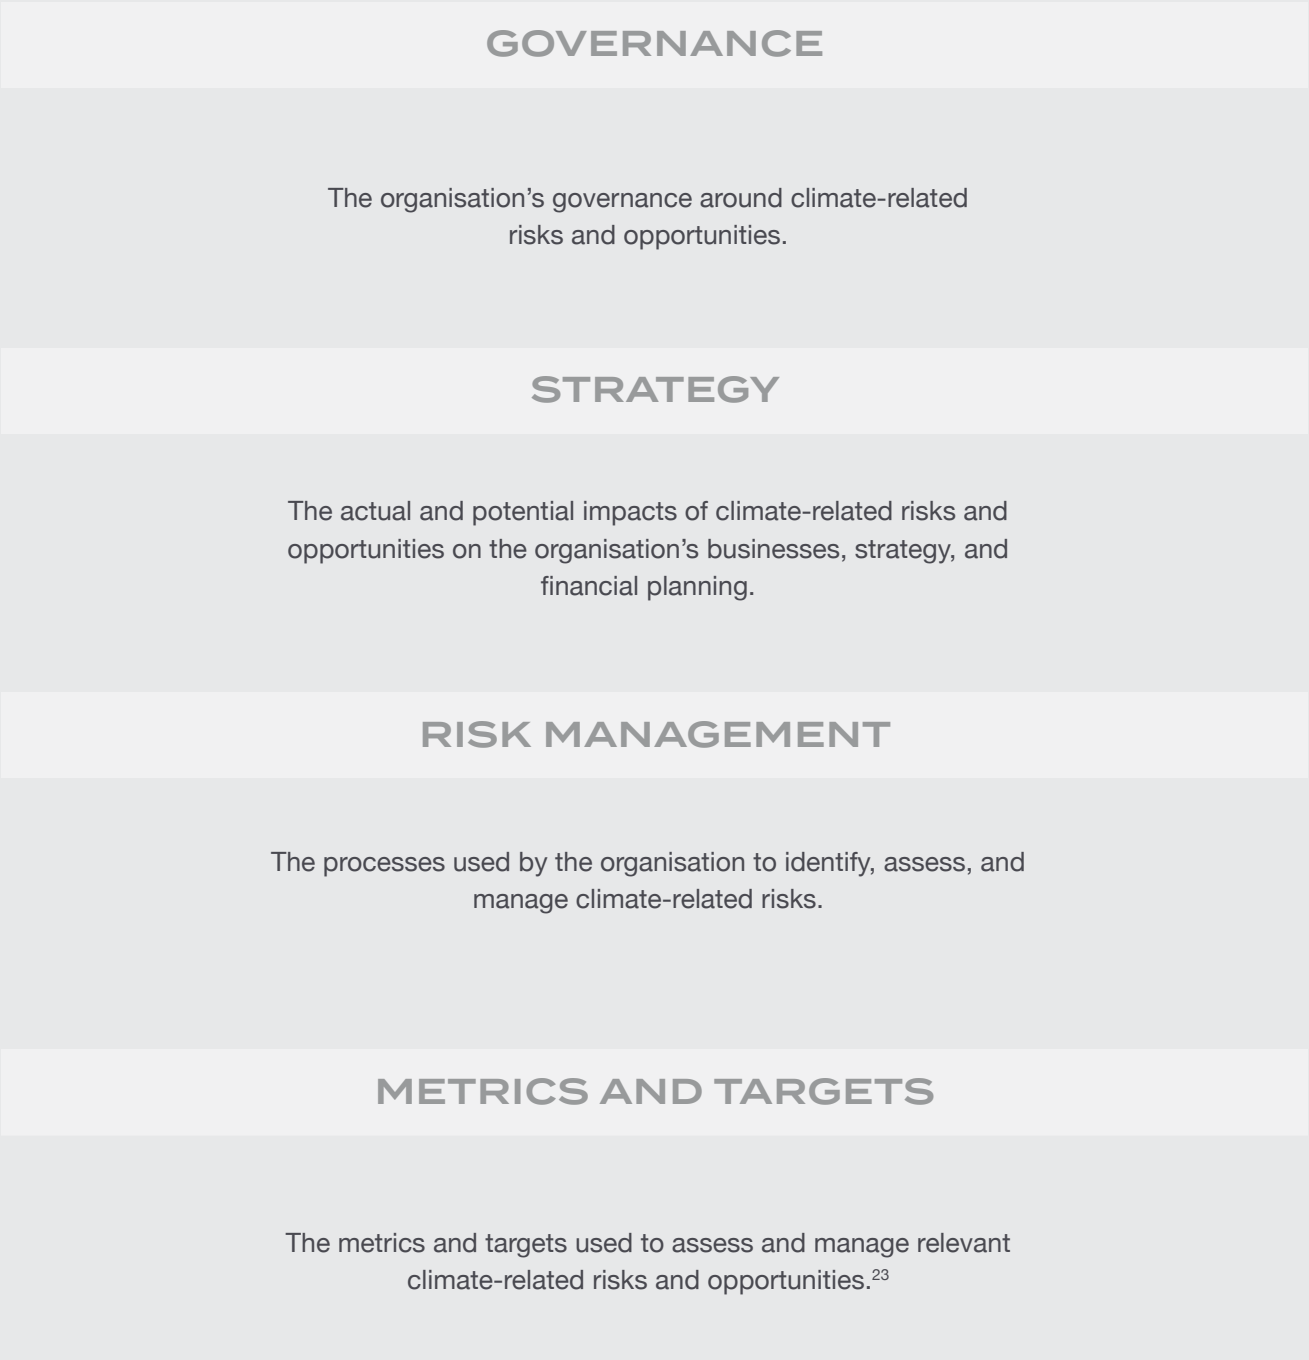 GOVERNANCE
The organisation’s governance around climate-related
risks and opportunities.
STRATEGY
The actual and potential impacts of climate-related risks and
opportunities on the organisation’s businesses, strategy, and
financial planning.
RISK MANAGEMENT
The processes used by the organisation to identify, assess, and
manage climate-related risks.
METRICS AND TARGETS
The metrics and targets used to assess and manage relevant
climate-related risks and opportunities.23